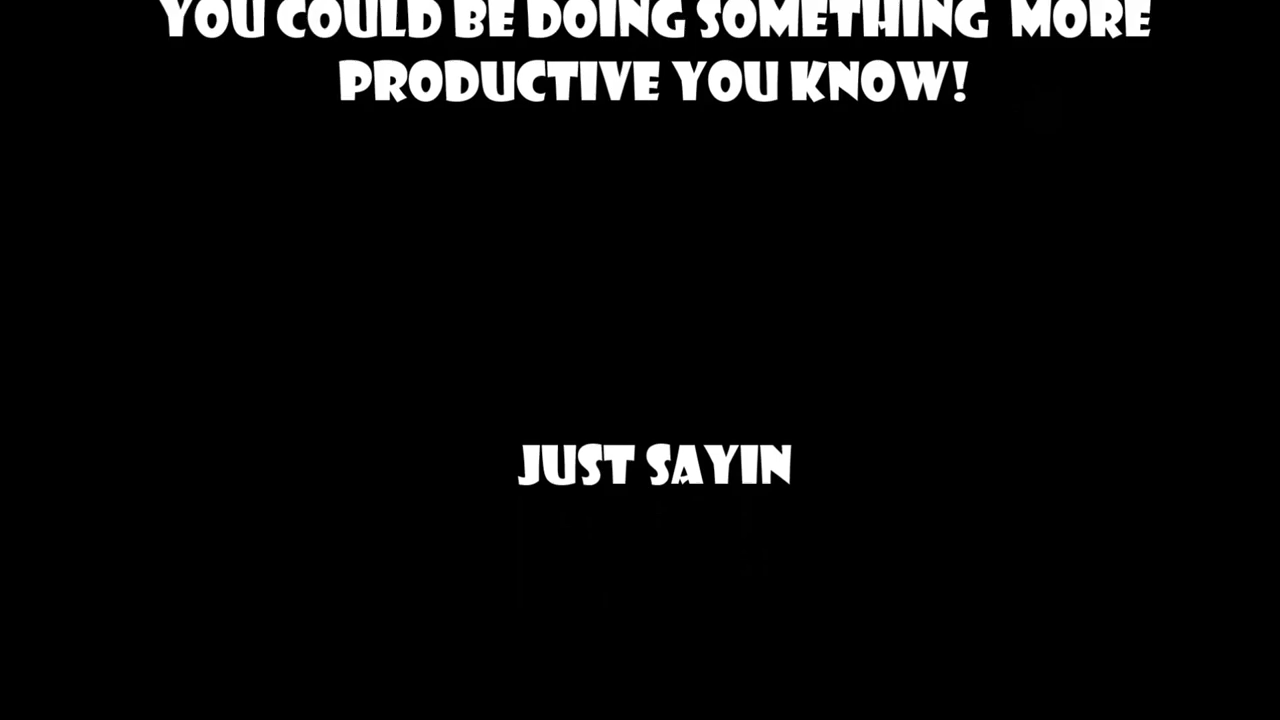 YOU COULD BE DOING SOMETHING MORE
PRODUCTIVE YOU KNOW!
JUST SAYIN